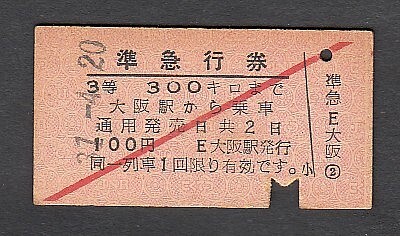 準急行券
3等 300キロまで
大阪駅から乗車
通用発売日共2日
100円 E大阪駅発行
同一列車1回限り有効です。
小
準急E大阪
②